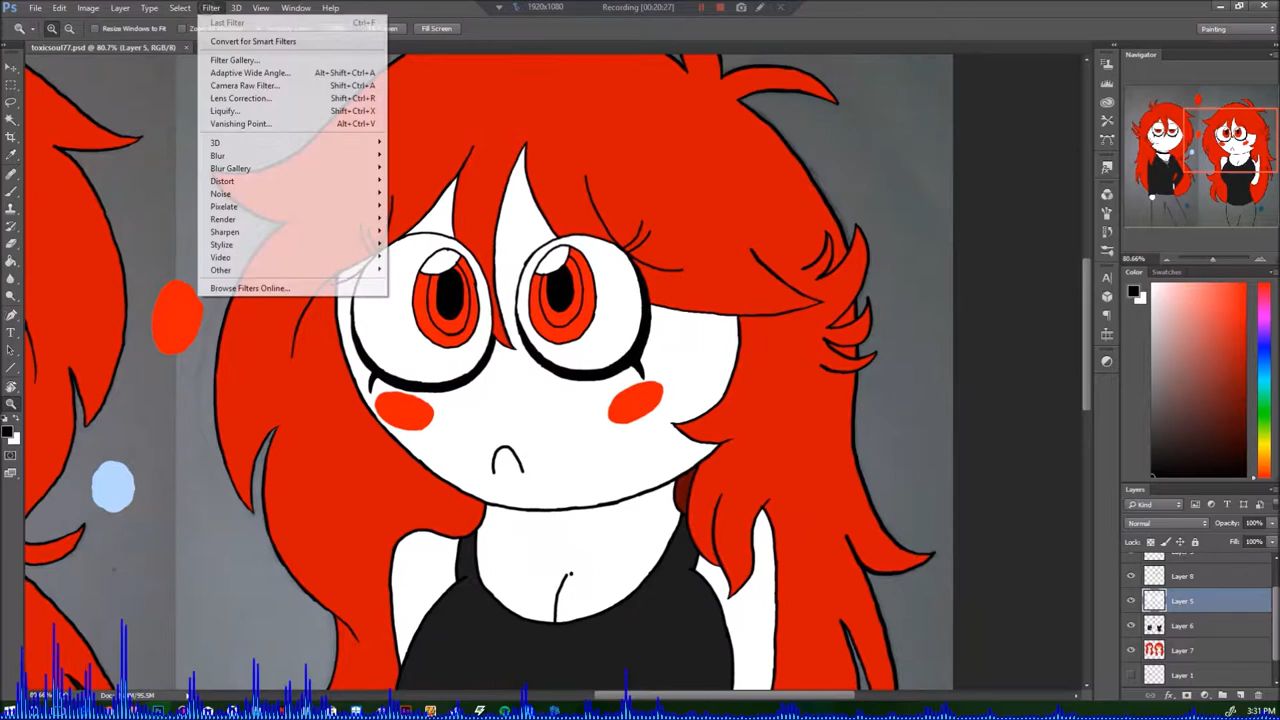 Ps File Edit Image Layer Type Select Filter 3D View Window Help
1920x1080 Recording [00:20:27]
Resize Windows to Fit
Fill Screen
Painting
toxicsoul77.psd @ 80.7% (Layer 5, RGB/8)
Last Filter Ctrl+F
Convert for Smart Filters
Filter Gallery...
Adaptive Wide Angle... Alt+Shift+Ctrl+A
Camera Raw Filter... Shift+Ctrl+A
Lens Correction... Shift+Ctrl+R
Liquify... Shift+Ctrl+X
Vanishing Point... Alt+Ctrl+V
3D
Blur
Blur Gallery
Distort
Noise
Pixelate
Render
Sharpen
Stylize
Video
Other
Browse Filters Online...
Navigator
80.66%
Color Swatches
Layers
Kind
Normal Opacity: 100%
Lock: Fill: 100%
Layer 8
Layer 5
Layer 6
Layer 7
Layer 1
3:31 PM